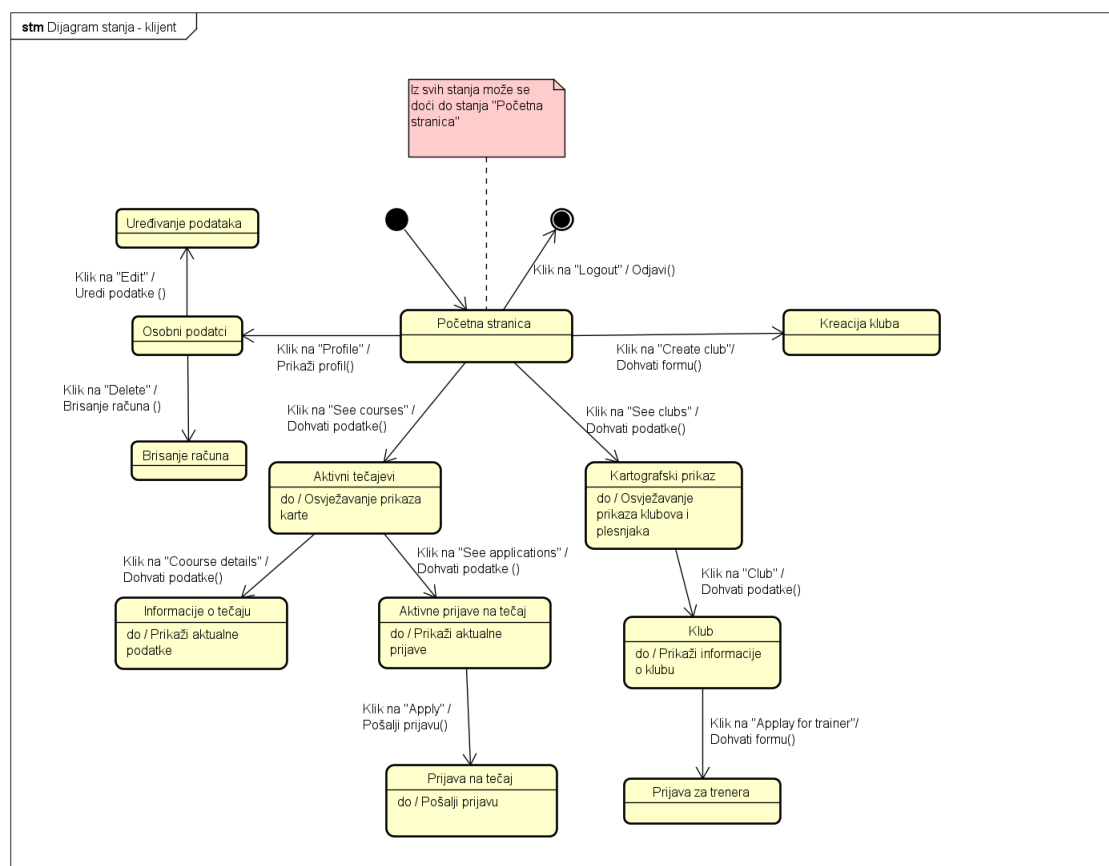 stm Dijagram stanja - klijent
Iz svih stanja može se
doći do stanja "Početna
stranica"
Uređivanje podataka
Klik na "Logout" / Odjavi()
Klik na "Edit" /
Uredi podatke ()
Osobni podatci
Početna stranica
Kreacija kluba
Klik na "Profile" /
Prikaži profil()
Klik na "Create club"/
Dohvati formu()
Klik na "Delete" /
Brisanje računa ()
Klik na "See courses" /
Dohvati podatke()
Klik na "See clubs" /
Dohvati podatke()
Brisanje računa
Aktivni tečajevi
do / Osvježavanje prikaza
karte
Kartografski prikaz
do / Osvježavanje
prikaza klubova i
plesnjaka
Klik na "Coourse details" /
Dohvati podatke()
Klik na "See applications" /
Dohvati podatke ()
Klik na "Club" /
Dohvati podatke()
Informacije o tečaju
do / Prikaži aktualne
podatke
Aktivne prijave na tečaj
do / Prikaži aktualne
prijave
Klub
do / Prikaži informacije
o klubu
Klik na "Apply" /
Pošalji prijavu()
Klik na "Applay for trainer"/
Dohvati formu()
Prijava na tečaj
do / Pošalji prijavu
Prijava za trenera